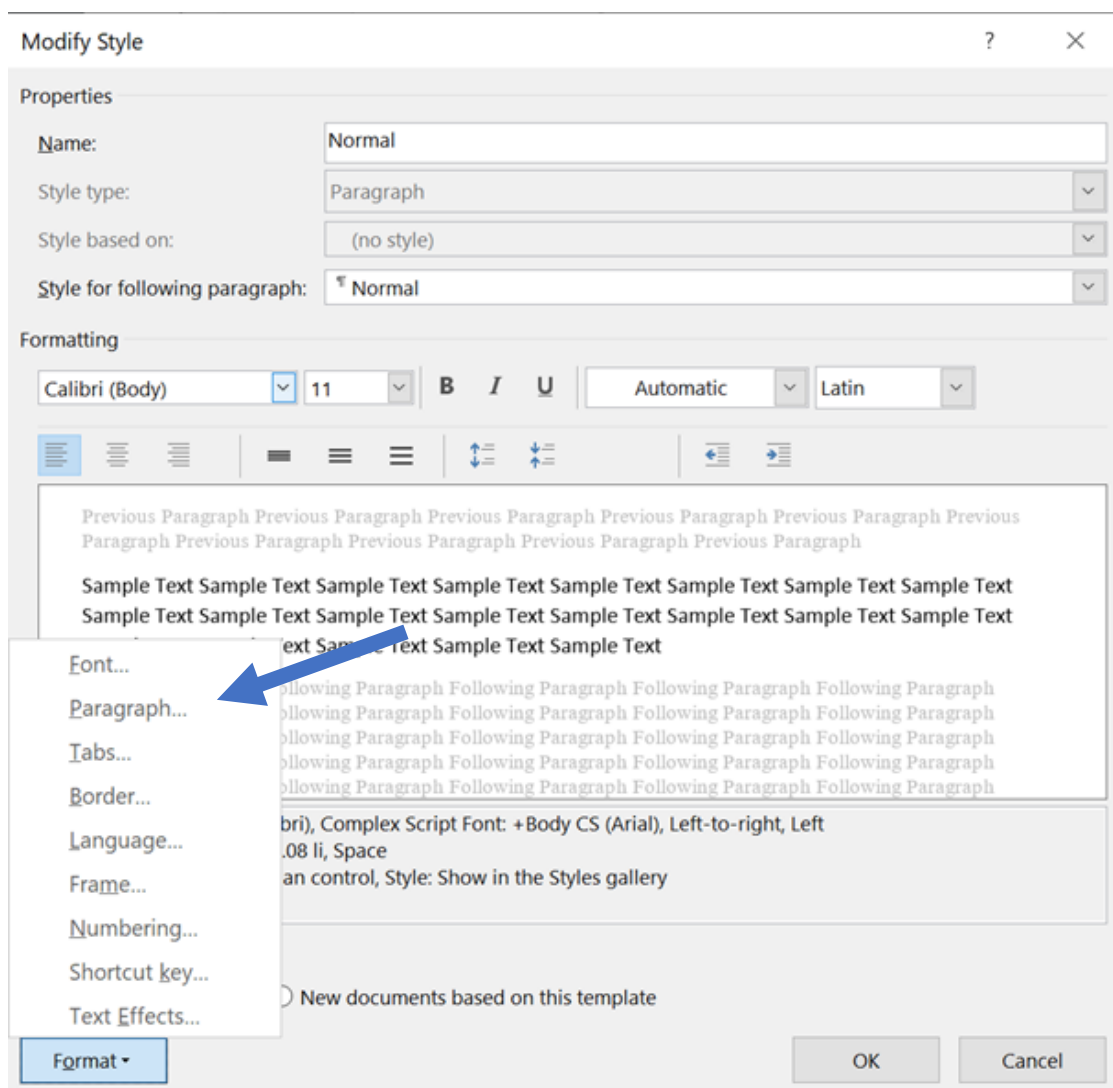 Modify Style ?
Properties
Name: Normal
Style type: Paragraph
Style based on: (no style)
Style for following paragraph: ¶ Normal
Formatting
Calibri (Body) 11 B I U Automatic Latin
Previous Paragraph Previous Paragraph Previous Paragraph Previous Paragraph Previous Paragraph Previous
Paragraph Previous Paragraph Previous Paragraph Previous Paragraph Previous Paragraph
Sample Text Sample Text Sample Text Sample Text Sample Text Sample Text Sample Text Sample Text
Sample Text Sample Text Sample Text Sample Text Sample Text Sample Text Sample Text Sample Text
Text Sample Text Sample Text
Following Paragraph Following Paragraph Following Paragraph Following Paragraph
Following Paragraph Following Paragraph Following Paragraph Following Paragraph
Following Paragraph Following Paragraph Following Paragraph Following Paragraph
Following Paragraph Following Paragraph Following Paragraph Following Paragraph
Following Paragraph Following Paragraph Following Paragraph Following Paragraph
bri), Complex Script Font: +Body CS (Arial), Left-to-right, Left
.08 li, Space
an control, Style: Show in the Styles gallery
New documents based on this template
Font...
Paragraph...
Tabs...
Border...
Language...
Frame...
Numbering...
Shortcut key...
Text Effects...
Format OK Cancel